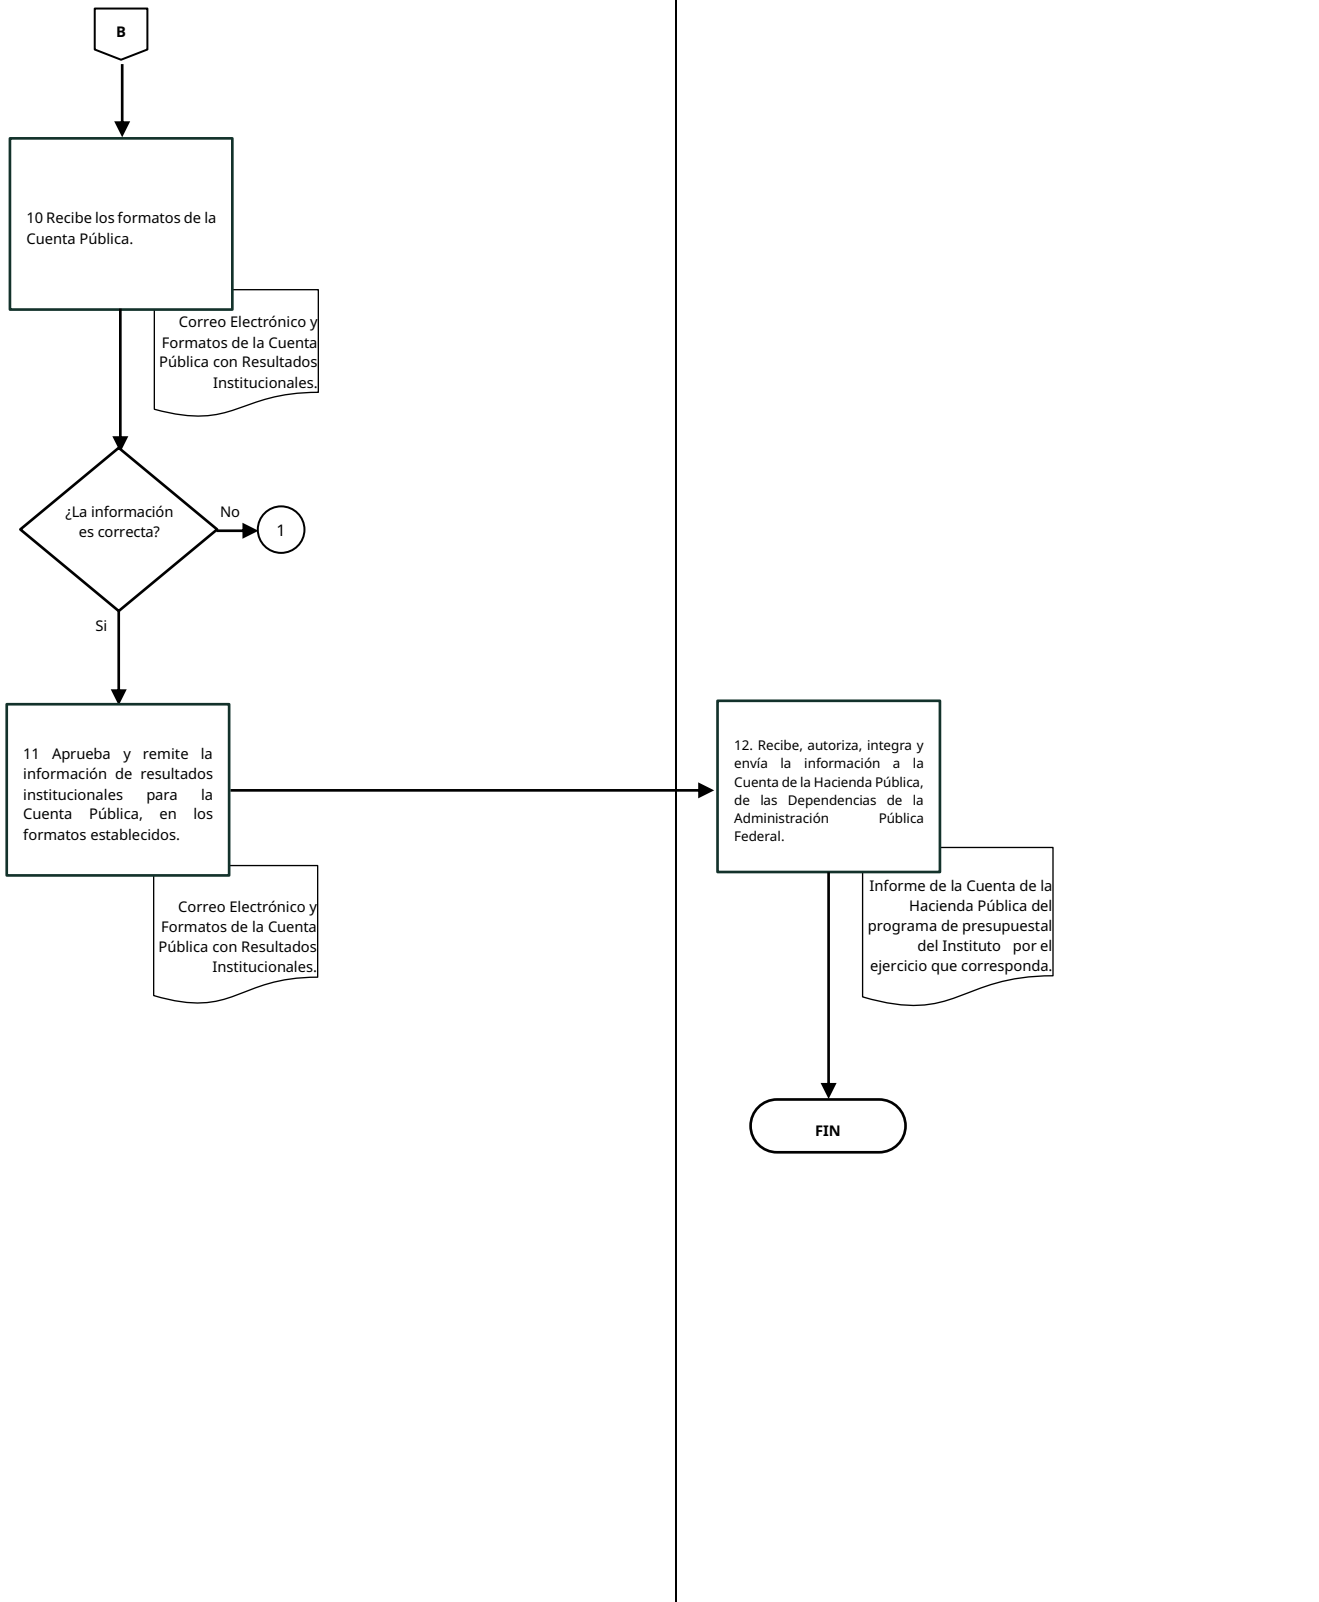 B
10 Recibe los formatos de la
Cuenta Pública.
Correo Electrónico y
Formatos de la Cuenta
Pública con Resultados
Institucionales.
¿La información
es correcta?
No
1
Si
11 Aprueba y remite la
información de resultados
institucionales para la
Cuenta Pública, en los
formatos establecidos.
Correo Electrónico y
Formatos de la Cuenta
Pública con Resultados
Institucionales.
12. Recibe, autoriza, integra y
envía la información a la
Cuenta de la Hacienda Pública,
de las Dependencias de la
Administración Pública
Federal.
Informe de la Cuenta de la
Hacienda Pública del
programa de presupuestal
del Instituto por el
ejercicio que corresponda.
FIN